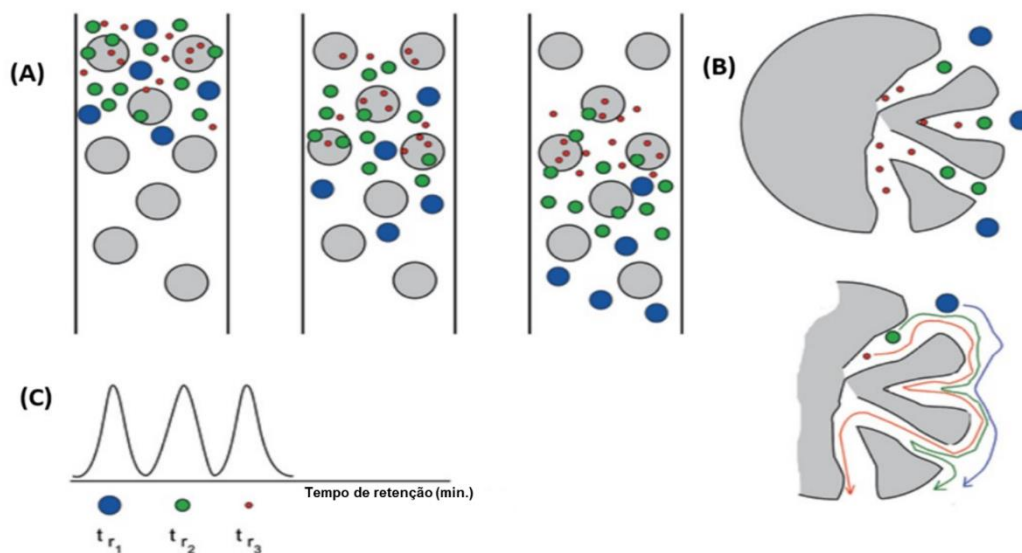 (A)
(B)
(C)
Tempo de retenção (min.)
t r₁ t r₂ t r₃